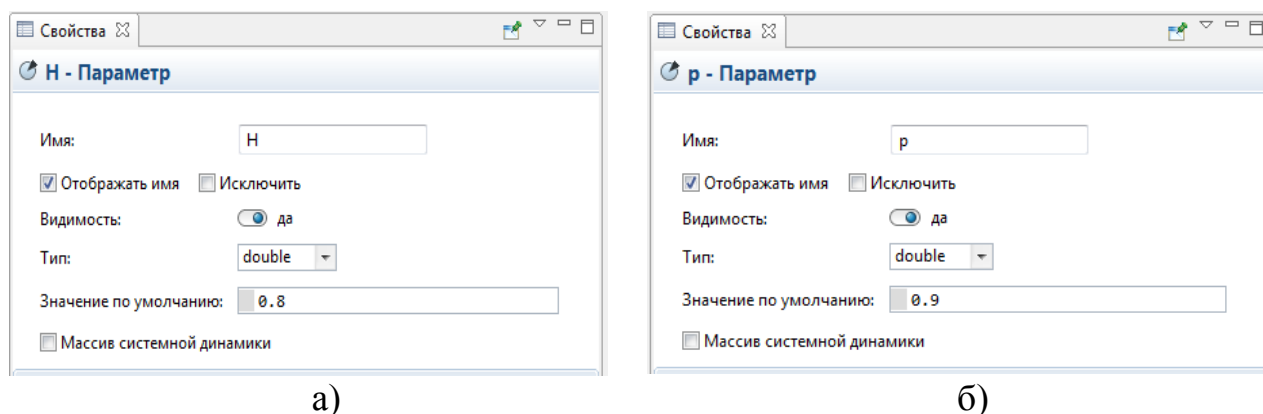 Свойства
H - Параметр
Имя: H
Отображать имя Исключить
Видимость: да
Тип: double
Значение по умолчанию: 0.8
Массив системной динамики
а)
Свойства
p - Параметр
Имя: p
Отображать имя Исключить
Видимость: да
Тип: double
Значение по умолчанию: 0.9
Массив системной динамики
б)